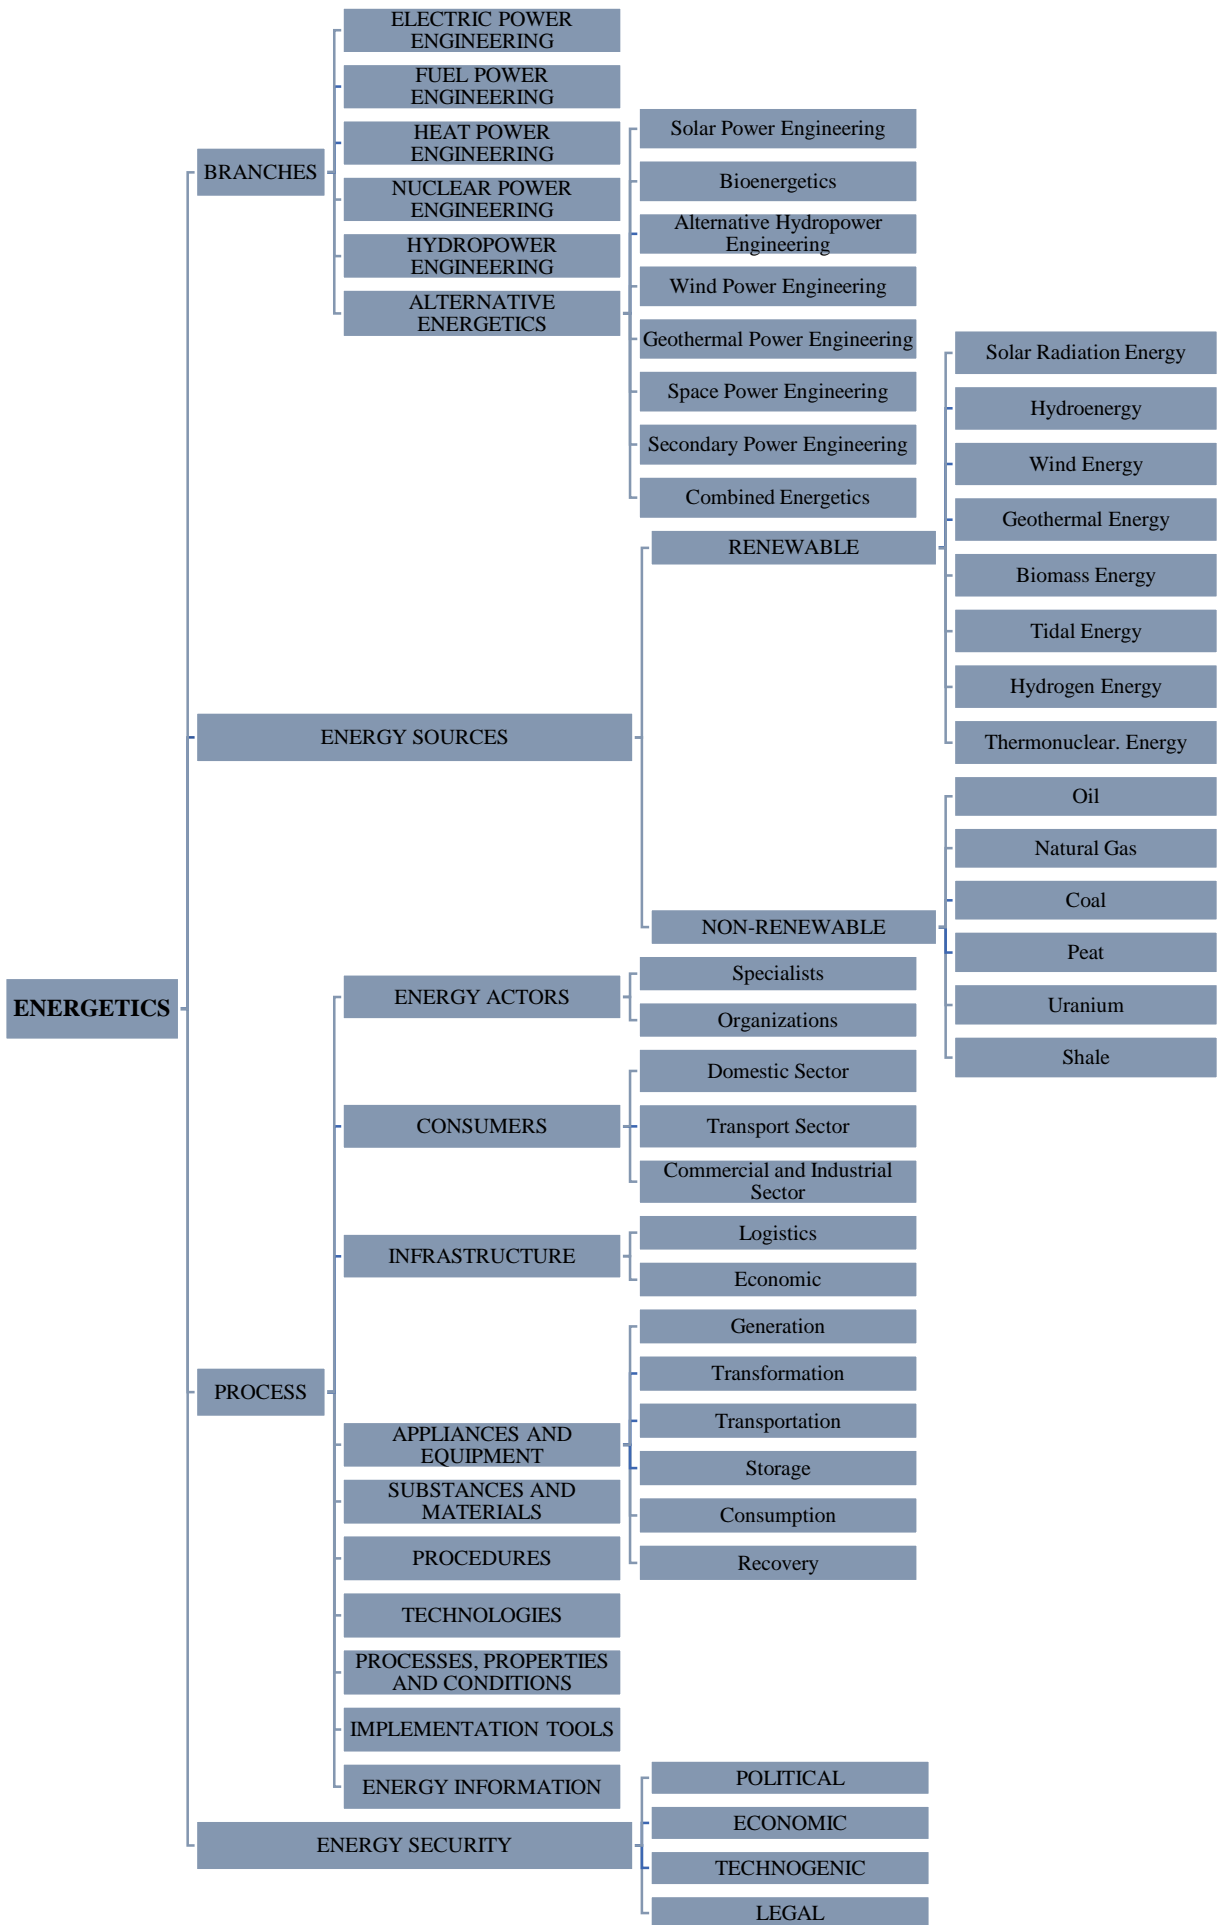 ENERGETICS
BRANCHES
ELECTRIC POWER
ENGINEERING
FUEL POWER
ENGINEERING
HEAT POWER
ENGINEERING
NUCLEAR POWER
ENGINEERING
HYDROPOWER
ENGINEERING
ALTERNATIVE
ENERGETICS
Solar Power Engineering
Bioenergetics
Alternative Hydropower
Engineering
Wind Power Engineering
Geothermal Power Engineering
Space Power Engineering
Secondary Power Engineering
Combined Energetics
ENERGY SOURCES
RENEWABLE
Solar Radiation Energy
Hydroenergy
Wind Energy
Geothermal Energy
Biomass Energy
Tidal Energy
Hydrogen Energy
Thermonuclear. Energy
NON-RENEWABLE
Oil
Natural Gas
Coal
Peat
Uranium
Shale
PROCESS
ENERGY ACTORS
Specialists
Organizations
CONSUMERS
Domestic Sector
Transport Sector
Commercial and Industrial
Sector
INFRASTRUCTURE
Logistics
Economic
APPLIANCES AND
EQUIPMENT
Generation
Transformation
Transportation
Storage
Consumption
Recovery
SUBSTANCES AND
MATERIALS
PROCEDURES
TECHNOLOGIES
PROCESSES, PROPERTIES
AND CONDITIONS
IMPLEMENTATION TOOLS
ENERGY INFORMATION
ENERGY SECURITY
POLITICAL
ECONOMIC
TECHNOGENIC
LEGAL